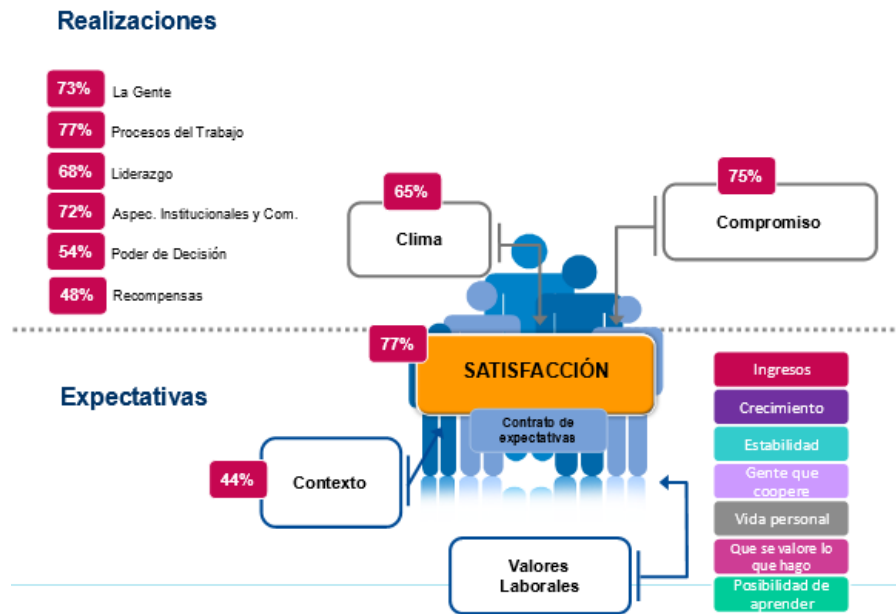 Realizaciones
73% La Gente
77% Procesos del Trabajo
68% Liderazgo
72% Aspec. Institucionales y Com.
54% Poder de Decisión
48% Recompensas
65%
Clima
75%
Compromiso
77%
SATISFACCIÓN
Contrato de
expectativas
Expectativas
44%
Contexto
Valores
Laborales
Ingresos
Crecimiento
Estabilidad
Gente que
coopere
Vida personal
Que se valore lo
que hago
Posibilidad de
aprender